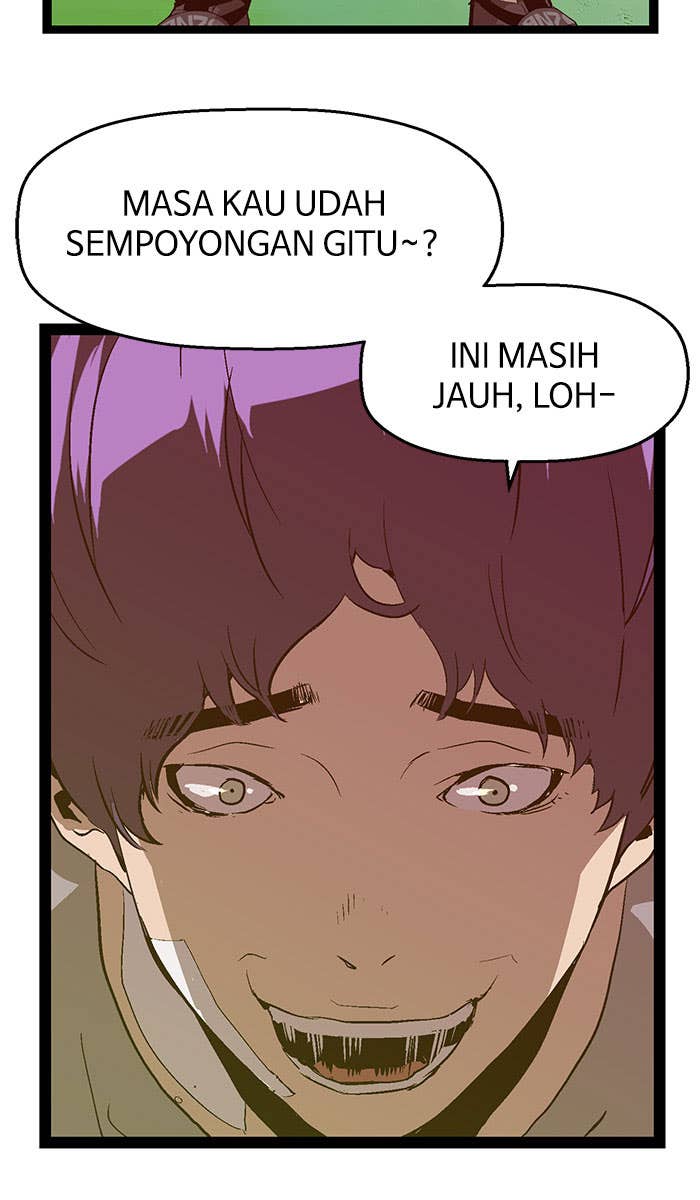 MASA KAU UDAH
SEMPOYONGAN GITU~?
INI MASIH
JAUH, LOH-